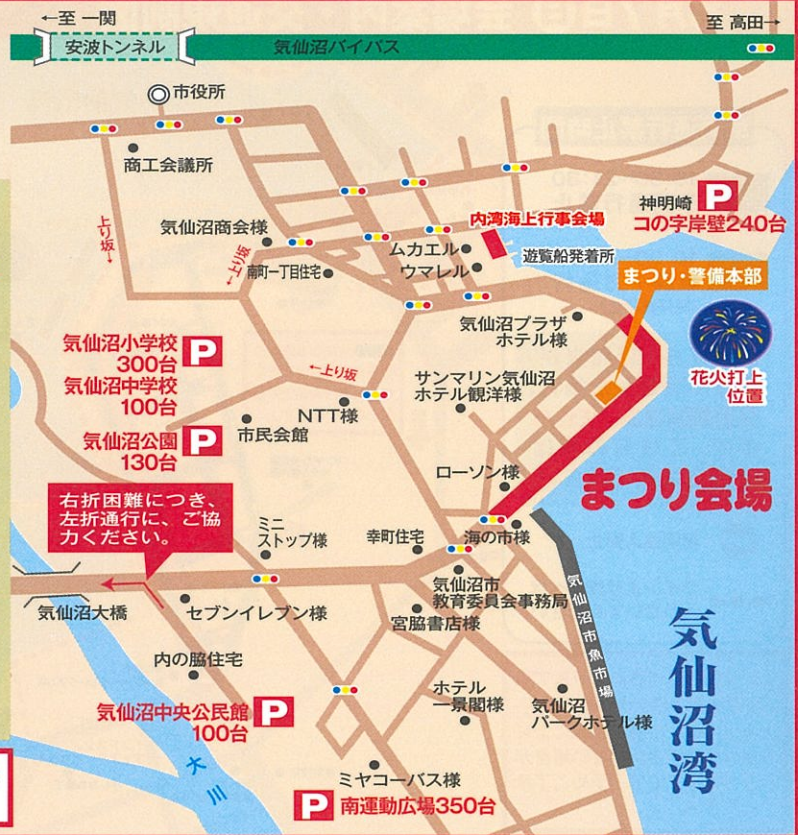 ←至 一関
至 高田→
安波トンネル
気仙沼バイパス
市役所
商工会議所
上り坂→
気仙沼商会様
←上り坂
南町一丁目住宅
ムカエル
ウマレル
内湾海上行事会場
遊覧船発着所
神明崎
P
コの字岸壁240台
まつり・警備本部
花火打上
位置
気仙沼プラザ
ホテル様
気仙沼小学校
300台
P
気仙沼中学校
100台
気仙沼公園
130台
P
←上り坂
NTT様
市民会館
サンマリン気仙沼
ホテル観洋様
ローソン様
まつり会場
右折困難につき、
左折通行に、ご協
力ください。
ミニ
ストップ様
幸町住宅
海の市様
気仙沼大橋
セブンイレブン様
気仙沼市
教育委員会事務局
宮脇書店様
気仙沼市魚市場
気仙沼湾
内の脇住宅
気仙沼中央公民館
100台
P
ホテル
一景閣様
気仙沼
パークホテル様
大川
ミヤコーバス様
P
南運動広場350台